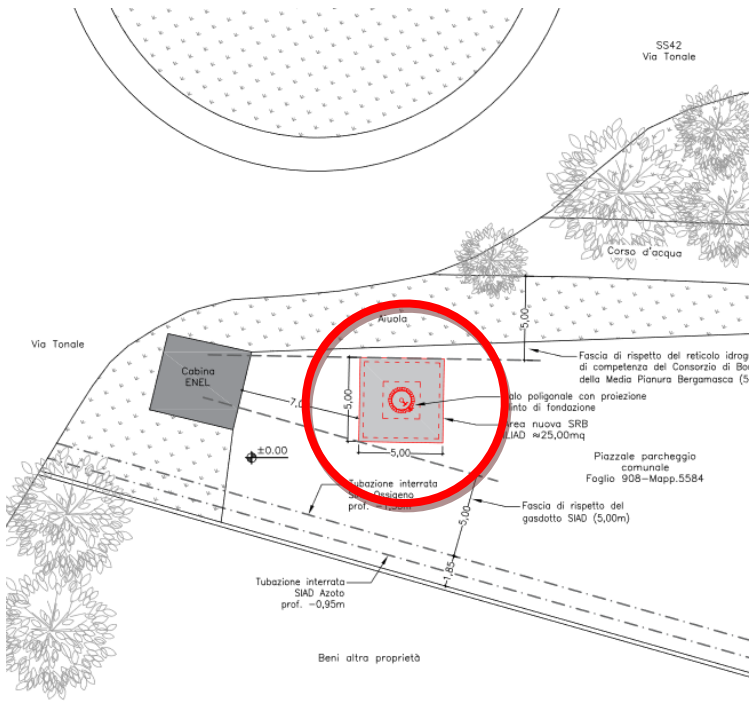 SS42
Via Tonale
Corso d'acqua
Aiuola
Via Tonale
Cabina
ENEL
5,00
Fascia di rispetto del reticolo
di competenza del Consorzio di
della Media Pianura Bergamasca
7,0
5,00
5,00
palo poligonale con proiezione
di fondazione
Area nuova SRB
ILIAD ≈25,00mq
±0.00
Piazzale parcheggio
comunale
Foglio 908-Mapp.5584
Tubazione interrata
SIAD Ossigeno
prof.
Fascia di rispetto del
gasdotto SIAD (5,00m)
5,00
1,85
Tubazione interrata
SIAD Azoto
prof. -0,95m
Beni altra proprietà